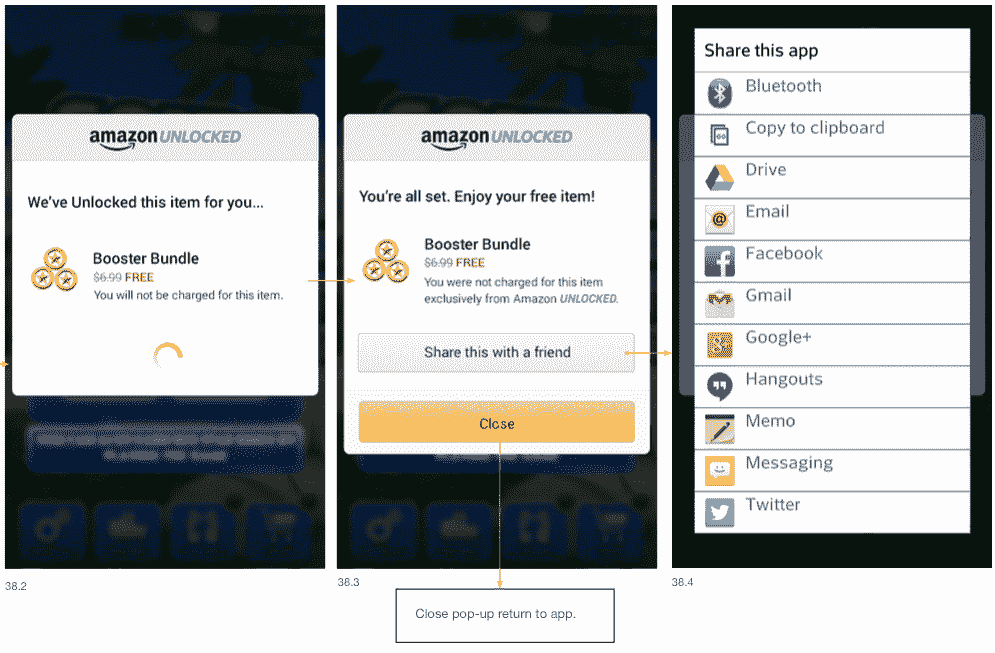 amazon UNLOCKED
We've Unlocked this item for you...
Booster Bundle
$6.99 FREE
You will not be charged for this item.
38.2
amazon UNLOCKED
You're all set. Enjoy your free item!
Booster Bundle
$6.99 FREE
You were not charged for this item
exclusively from Amazon UNLOCKED.
Share this with a friend
Close
38.3
Close pop-up return to app.
Share this app
Bluetooth
Copy to clipboard
Drive
Email
Facebook
Gmail
Google+
Hangouts
Memo
Messaging
Twitter
38.4